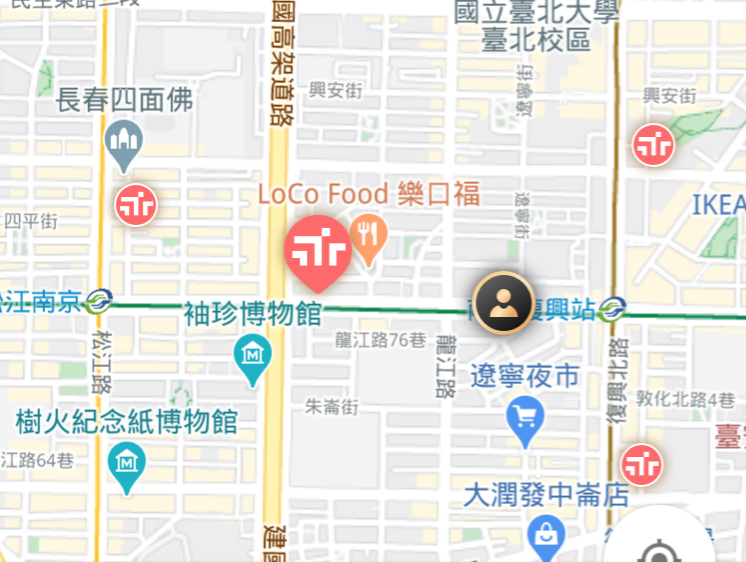 民生東路二段
國高架道路
國立臺北大學
臺北校區
興安街
遼寧街
興安街
長春四面佛
LoCo Food 樂口福
四平街
遼寧街
IKEA
松江南京
袖珍博物館
復興站
松江路
龍江路76巷
龍江路
遼寧夜市
復興北路
朱崙街
敦化北路4巷
樹火紀念紙博物館
江路64巷
大潤發中崙店
建國